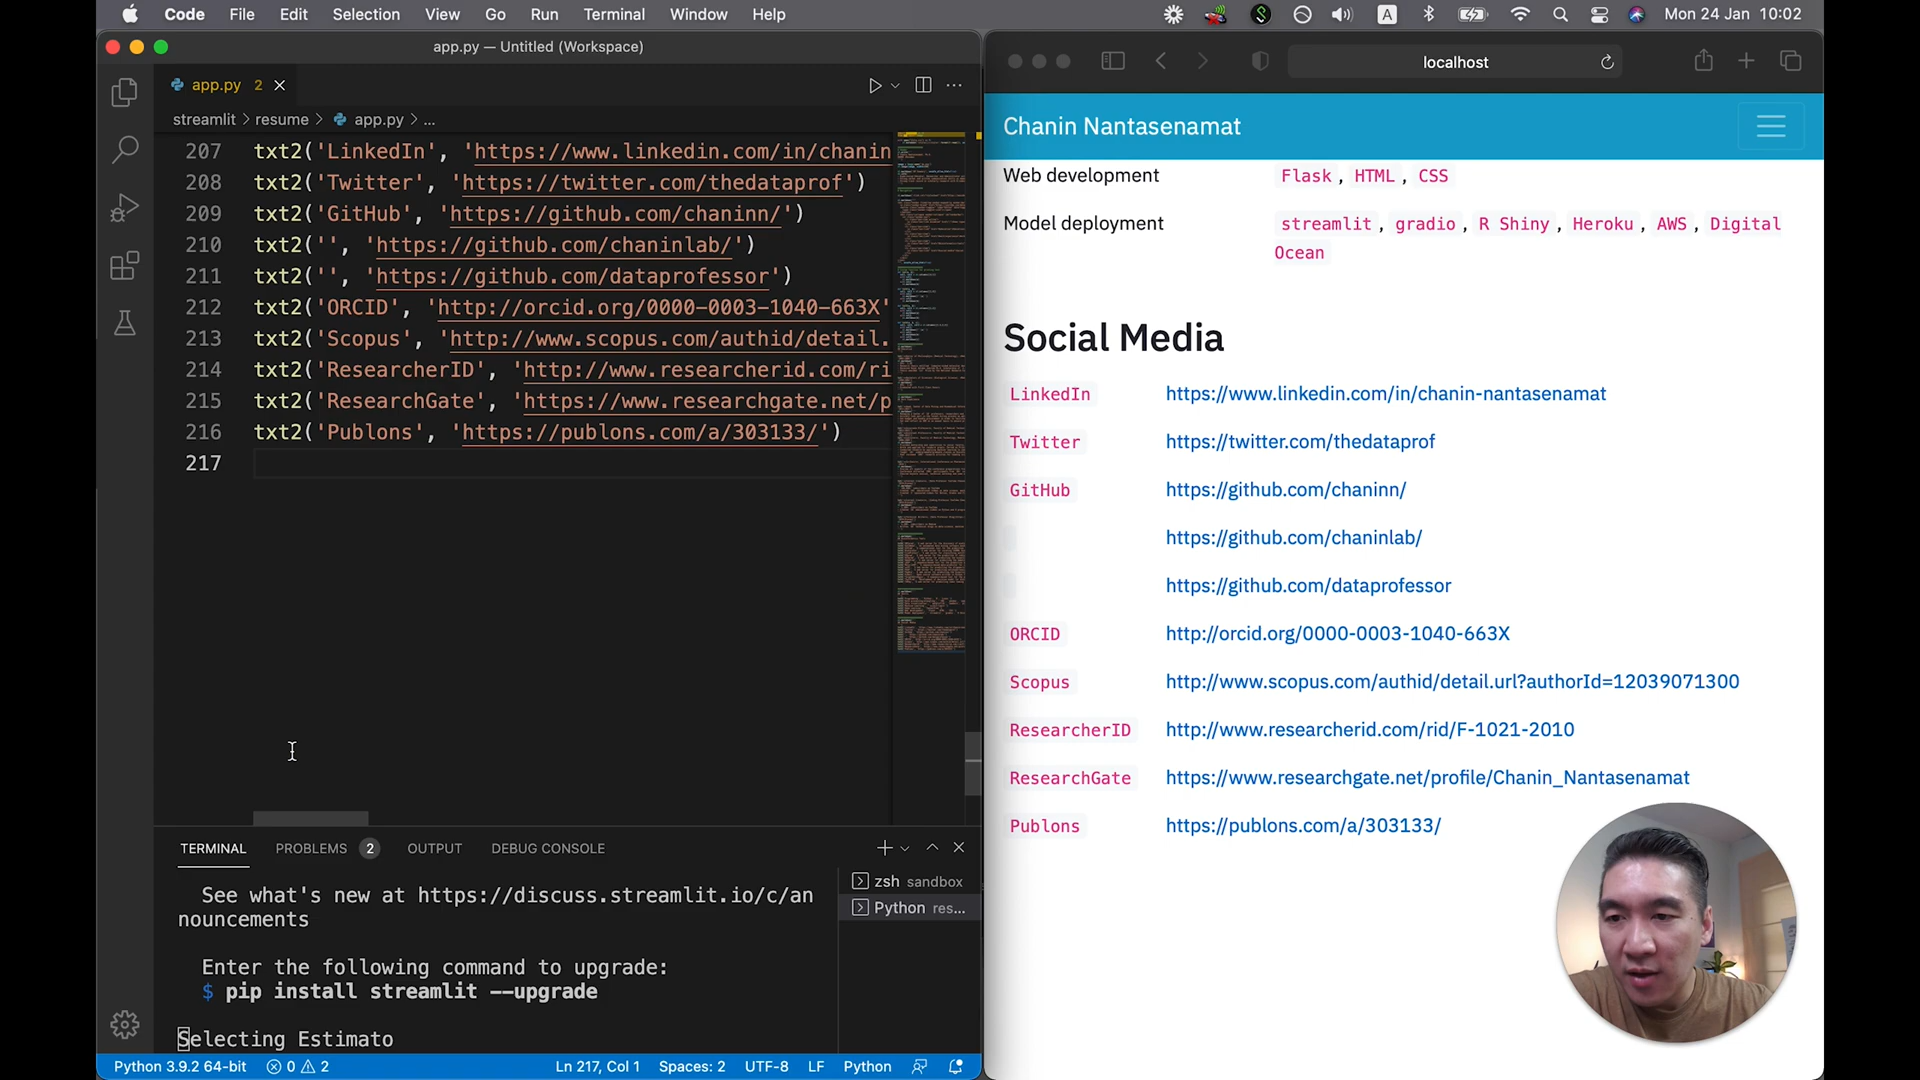 Code File Edit Selection View Go Run Terminal Window Help
A
Mon 24 Jan 10:02
app.py — Untitled (Workspace)
app.py 2
streamlit > resume > app.py > ...
207 txt2('LinkedIn', 'https://www.linkedin.com/in/chanin
208 txt2('Twitter', 'https://twitter.com/thedataprof')
209 txt2('GitHub', 'https://github.com/chaninn/')
210 txt2('', 'https://github.com/chaninlab/')
211 txt2('', 'https://github.com/dataprofessor')
212 txt2('ORCID', 'http://orcid.org/0000-0003-1040-663X'
213 txt2('Scopus', 'http://www.scopus.com/authid/detail.
214 txt2('ResearcherID', 'http://www.researcherid.com/ri
215 txt2('ResearchGate', 'https://www.researchgate.net/p
216 txt2('Publons', 'https://publons.com/a/303133/')
217
TERMINAL PROBLEMS 2 OUTPUT DEBUG CONSOLE
See what's new at https://discuss.streamlit.io/c/an
nouncements
Enter the following command to upgrade:
$ pip install streamlit --upgrade
Selecting Estimato
zsh sandbox
Python res...
Python 3.9.2 64-bit 0 2 Ln 217, Col 1 Spaces: 2 UTF-8 LF Python
localhost
Chanin Nantasenamat
Web development Flask , HTML , CSS
Model deployment streamlit , gradio , R Shiny , Heroku , AWS , Digital
Ocean
Social Media
LinkedIn https://www.linkedin.com/in/chanin-nantasenamat
Twitter https://twitter.com/thedataprof
GitHub https://github.com/chaninn/
https://github.com/chaninlab/
https://github.com/dataprofessor
ORCID http://orcid.org/0000-0003-1040-663X
Scopus http://www.scopus.com/authid/detail.url?authorId=12039071300
ResearcherID http://www.researcherid.com/rid/F-1021-2010
ResearchGate https://www.researchgate.net/profile/Chanin_Nantasenamat
Publons https://publons.com/a/303133/